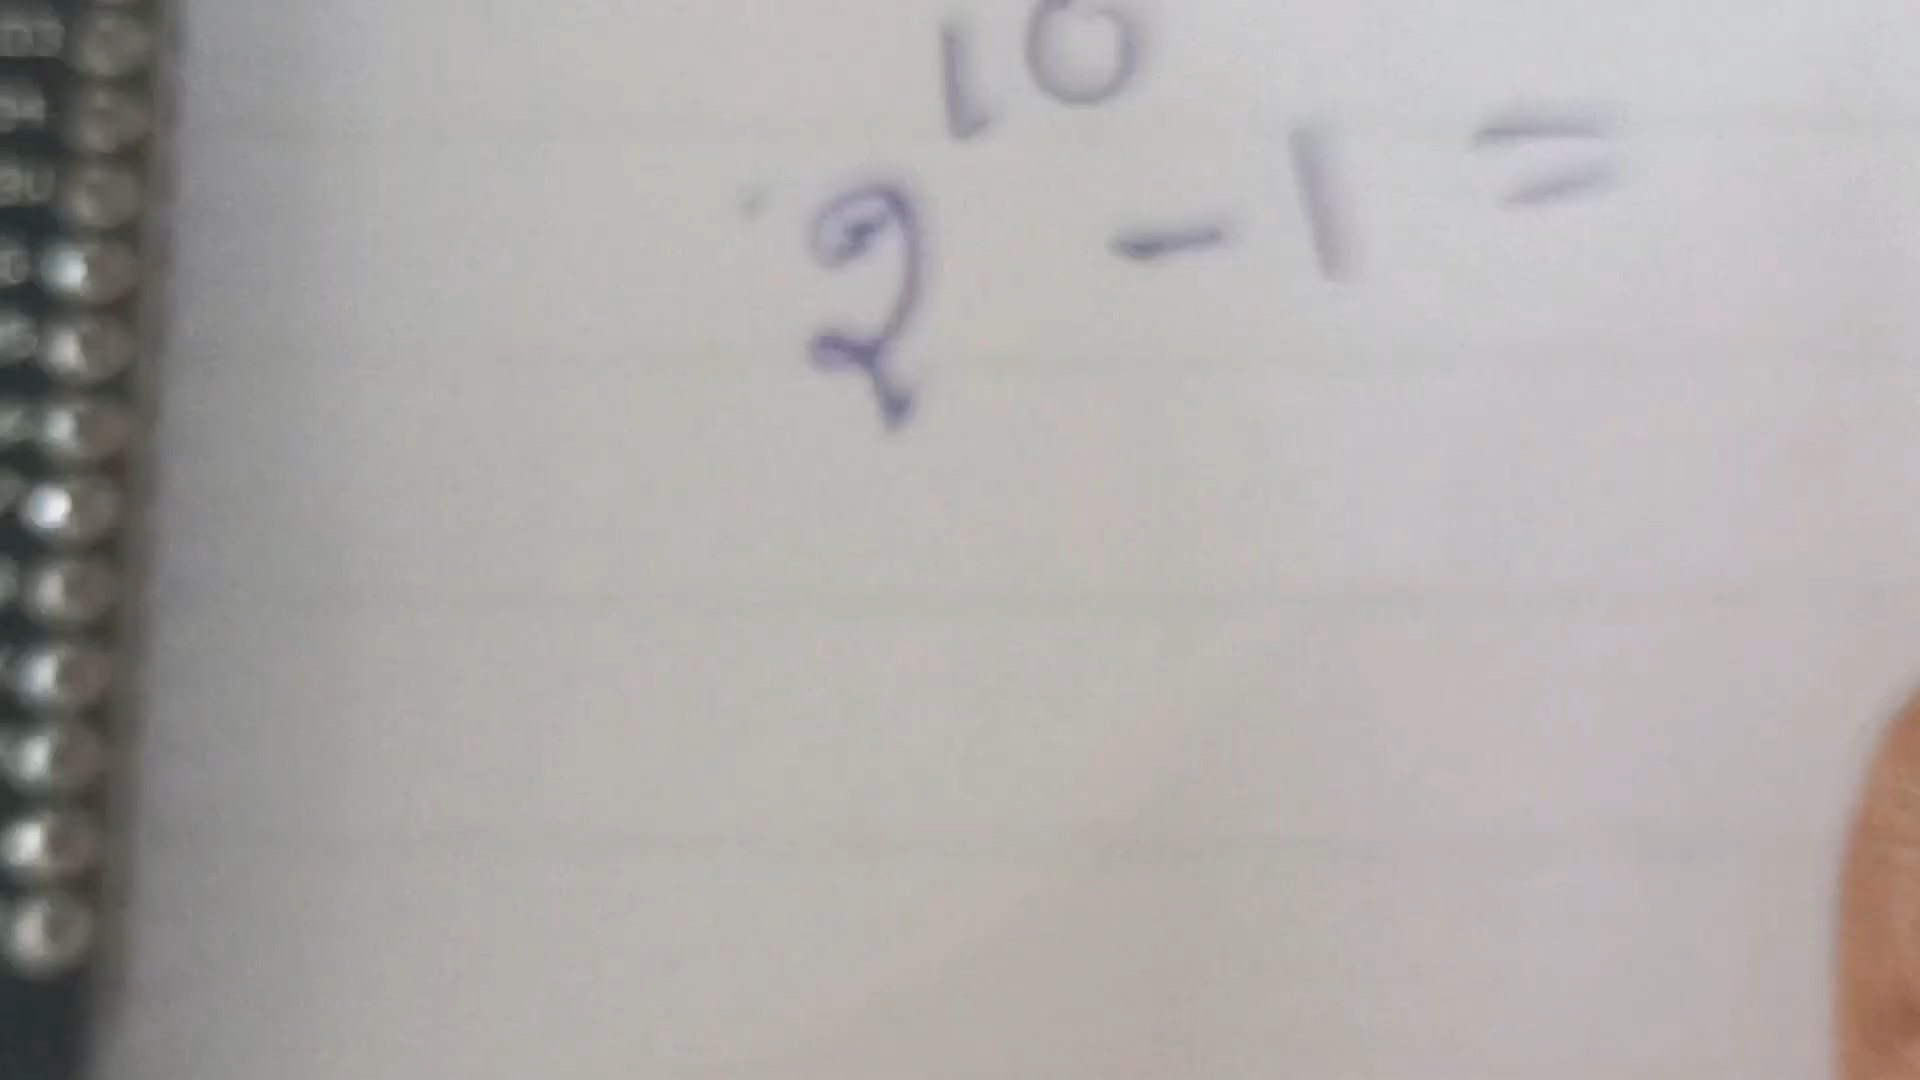 2¹⁰ - 1 =